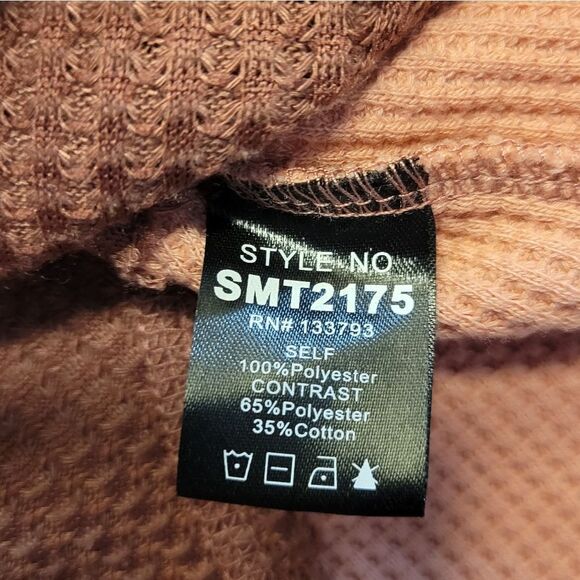 STYLE NO
SMT2175
RN# 133793
SELF
100%Polyester
CONTRAST
65%Polyester
35%Cotton